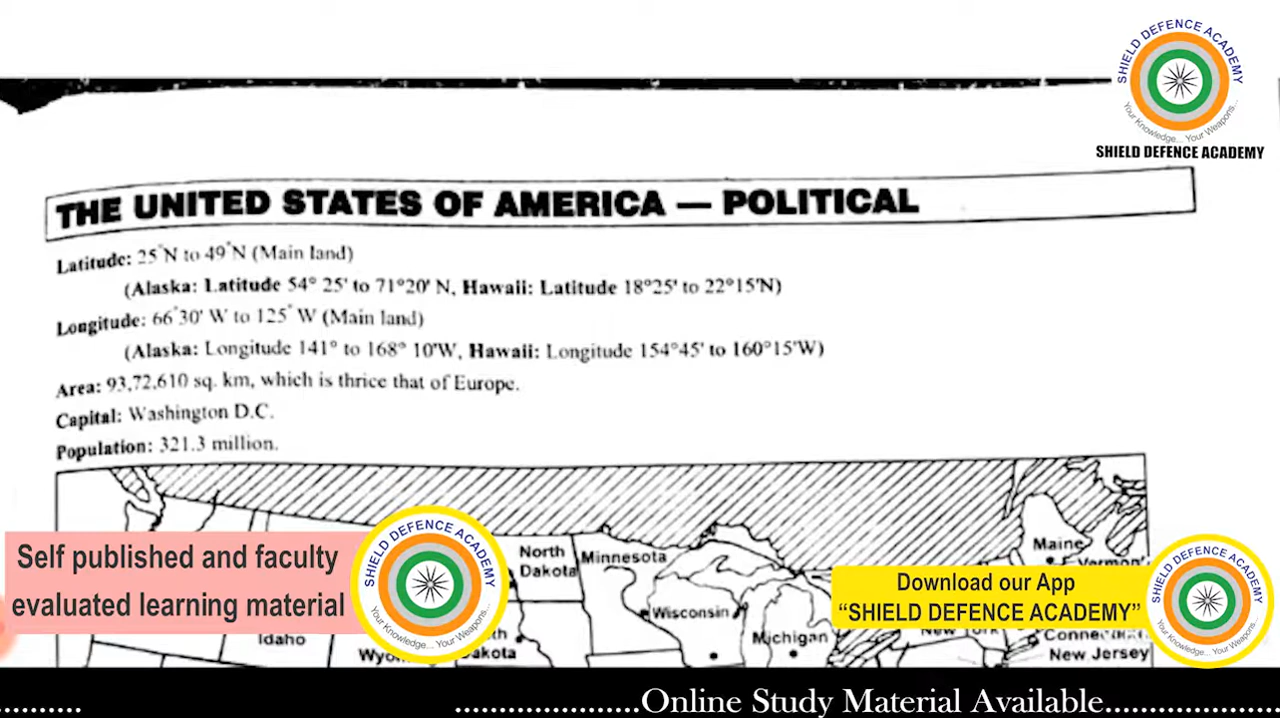 SHIELD DEFENCE ACADEMY
Your Knowledge... Your Weapons...
SHIELD DEFENCE ACADEMY
THE UNITED STATES OF AMERICA — POLITICAL
Latitude: 25°N to 49°N (Main land)
(Alaska: Latitude 54° 25' to 71°20' N, Hawaii: Latitude 18°25' to 22°15'N)
Longitude: 66°30' W to 125° W (Main land)
(Alaska: Longitude 141° to 168° 10'W, Hawaii: Longitude 154°45' to 160°15'W)
Area: 93,72,610 sq. km, which is thrice that of Europe.
Capital: Washington D.C.
Population: 321.3 million.
Maine
North
Dakota
Minnesota
Wisconsin
Michigan
Idaho
New Jersey
Self published and faculty
evaluated learning material
SHIELD DEFENCE ACADEMY
Your Knowledge... Your Weapons...
Download our App
“SHIELD DEFENCE ACADEMY”
SHIELD DEFENCE ACADEMY
Your Knowledge... Your Weapons...
......... ....................Online Study Material Available...................